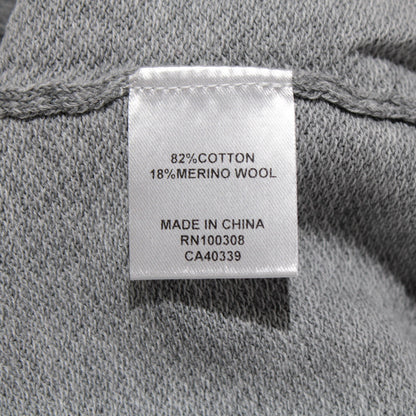 82%COTTON
18%MERINO WOOL
MADE IN CHINA
RN100308
CA40339